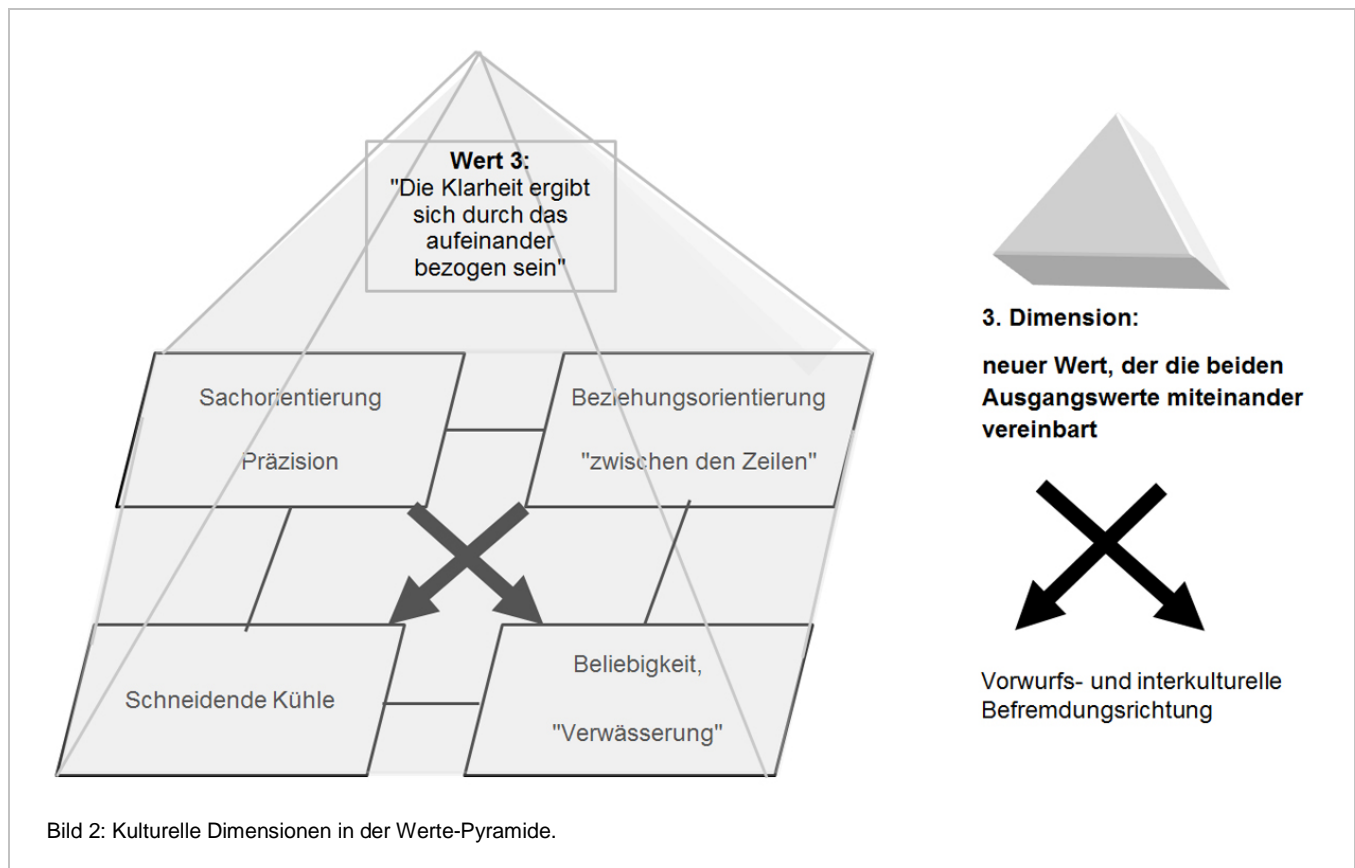 Wert 3:
"Die Klarheit ergibt
sich durch das
aufeinander
bezogen sein"
Sachorientierung
Präzision
Beziehungsorientierung
"zwischen den Zeilen"
Schneidende Kühle
Beliebigkeit,
"Verwässerung"
3. Dimension:
neuer Wert, der die beiden
Ausgangswerte miteinander
vereinbart
Vorwurfs- und interkulturelle
Befremdungsrichtung
Bild 2: Kulturelle Dimensionen in der Werte-Pyramide.